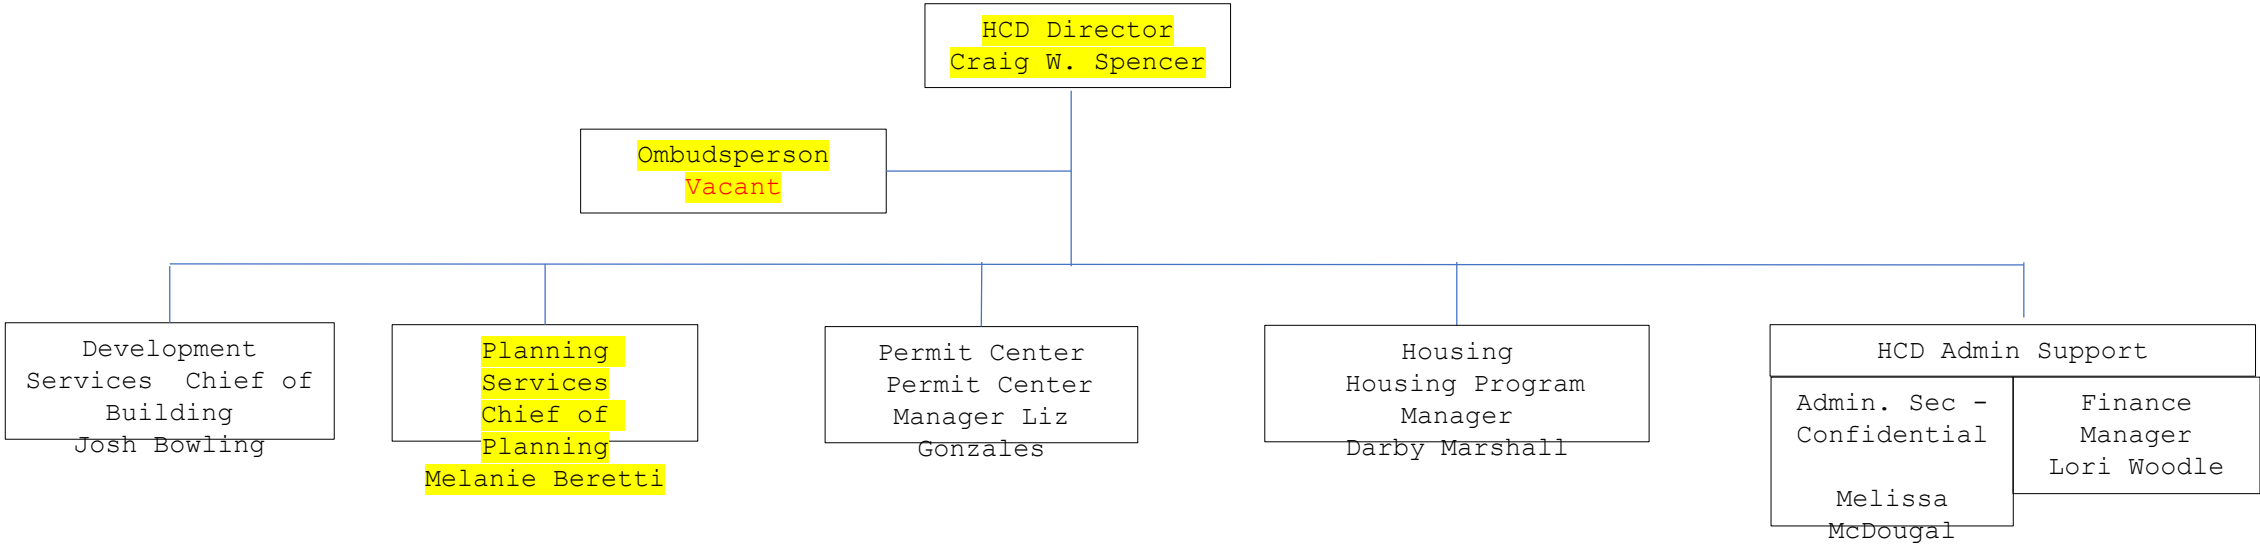 HCD Director
Craig W. Spencer
Ombudsperson
Vacant
Development
Services  Chief of
Building
Josh Bowling
Planning
Services
Chief of
Planning
Melanie Beretti
Permit Center
Permit Center
Manager Liz
Gonzales
Housing
Housing Program
Manager
Darby Marshall
HCD Admin Support
Admin. Sec -
Confidential
Melissa
McDougal
Finance
Manager
Lori Woodle